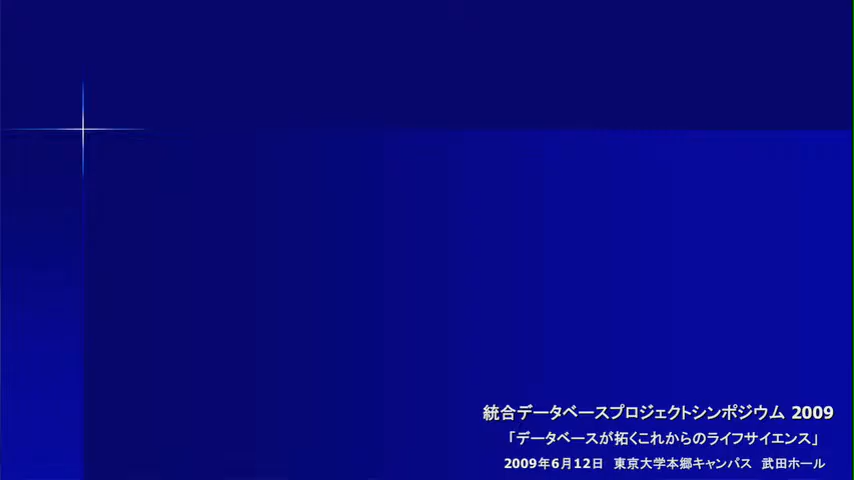 統合データベースプロジェクトシンポジウム 2009
「データベースが拓くこれからのライフサイエンス」
2009年6月12日 東京大学本郷キャンパス 武田ホール